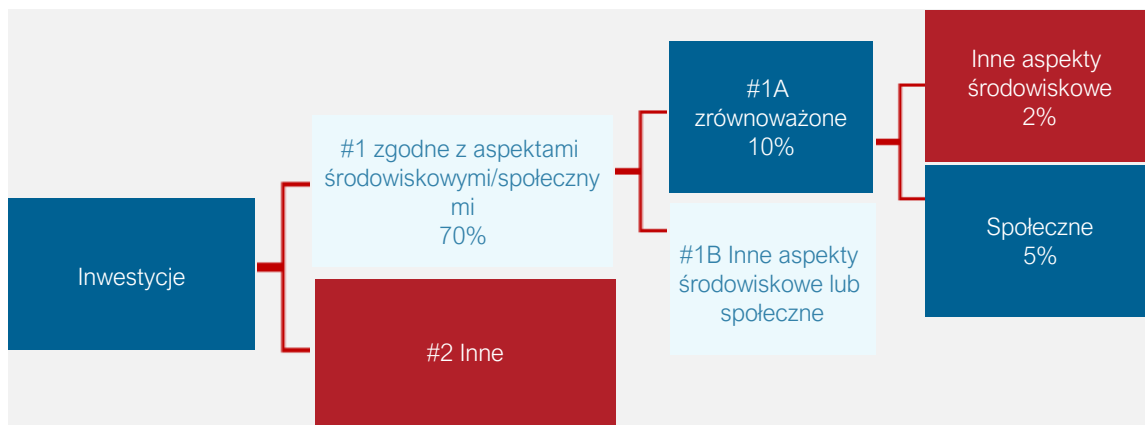 Inwestycje
#1 zgodne z aspektami
środowiskowymi/społeczny
mi
70%
#2 Inne
#1A
zrównoważone
10%
#1B Inne aspekty
środowiskowe lub
społeczne
Inne aspekty
środowiskowe
2%
Społeczne
5%